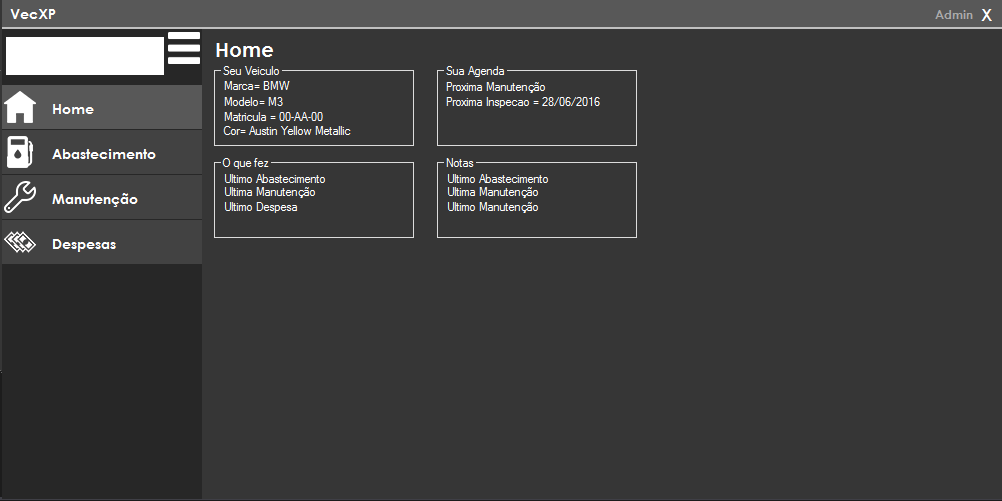 VecXP
Admin X
Home
Abastecimento
Manutenção
Despesas
Home
Seu Veiculo
Marca= BMW
Modelo= M3
Matricula = 00-AA-00
Cor= Austin Yellow Metallic
Sua Agenda
Proxima Manutenção
Proxima Inspecao = 28/06/2016
O que fez
Ultimo Abastecimento
Ultima Manutenção
Ultimo Despesa
Notas
Ultimo Abastecimento
Ultima Manutenção
Ultimo Manutenção